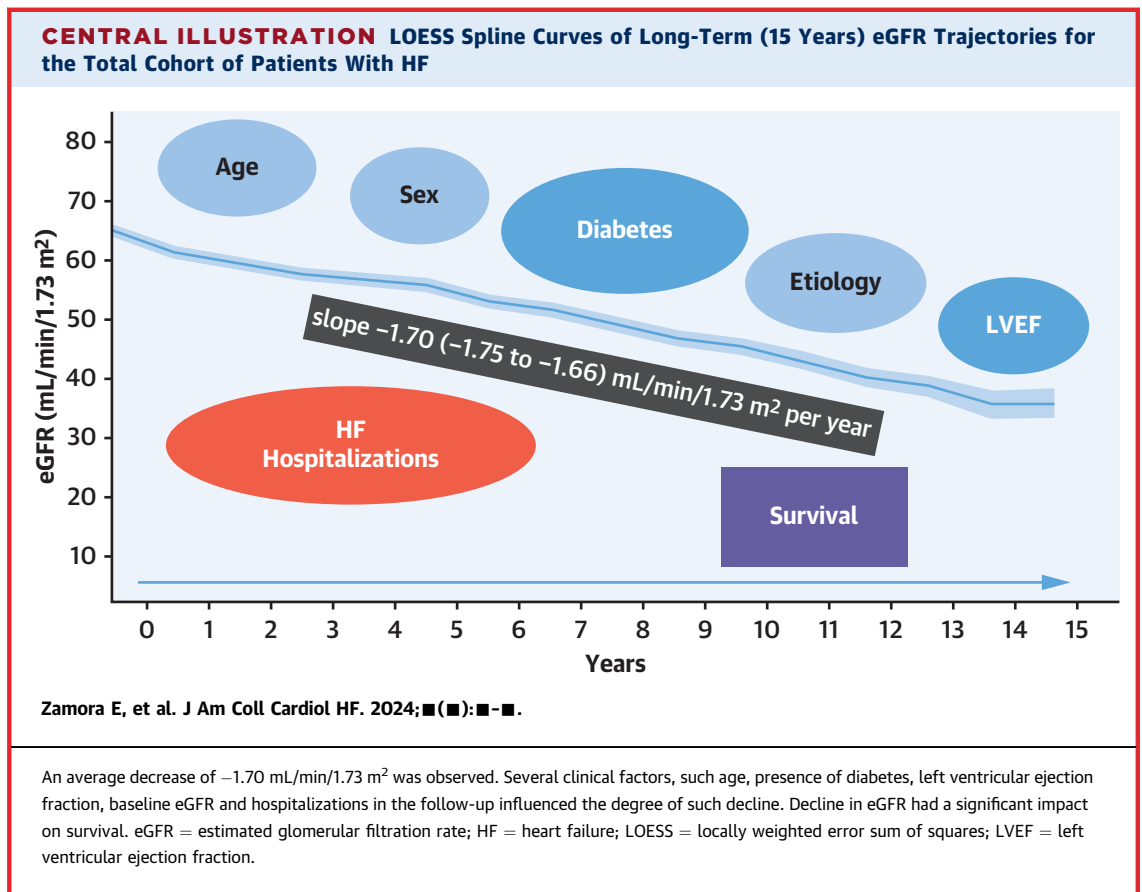 CENTRAL ILLUSTRATION LOESS Spline Curves of Long-Term (15 Years) eGFR Trajectories for
the Total Cohort of Patients With HF
eGFR (mL/min/1.73 m²)
80
70
60
50
40
30
20
10
Age
Sex
Diabetes
Etiology
LVEF
slope −1.70 (−1.75 to −1.66) mL/min/1.73 m² per year
HF
Hospitalizations
Survival
0 1 2 3 4 5 6 7 8 9 10 11 12 13 14 15
Years
Zamora E, et al. J Am Coll Cardiol HF. 2024;■(■):■-■.
An average decrease of −1.70 mL/min/1.73 m² was observed. Several clinical factors, such age, presence of diabetes, left ventricular ejection
fraction, baseline eGFR and hospitalizations in the follow-up influenced the degree of such decline. Decline in eGFR had a significant impact
on survival. eGFR = estimated glomerular filtration rate; HF = heart failure; LOESS = locally weighted error sum of squares; LVEF = left
ventricular ejection fraction.